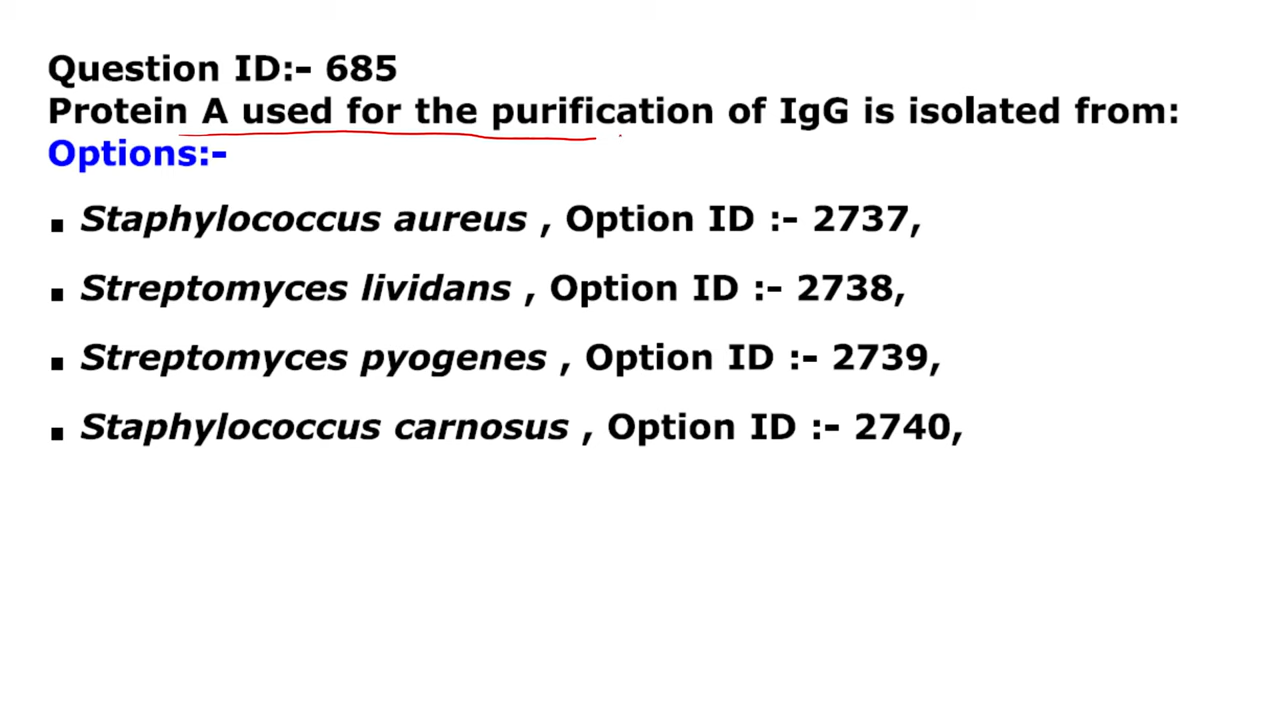 Question ID:- 685
Protein A used for the purification of IgG is isolated from:
Options:-
▪ Staphylococcus aureus , Option ID :- 2737,
▪ Streptomyces lividans , Option ID :- 2738,
▪ Streptomyces pyogenes , Option ID :- 2739,
▪ Staphylococcus carnosus , Option ID :- 2740,